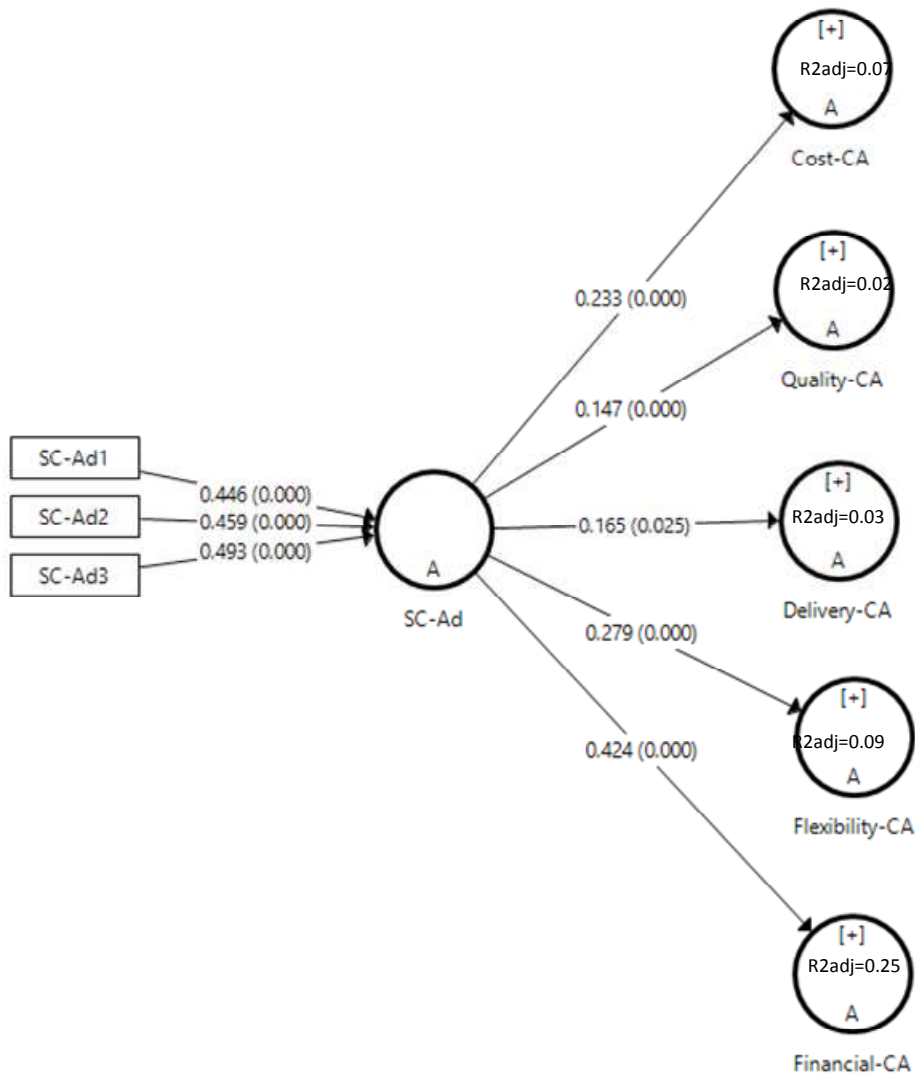 [+]
R2adj=0.07
A
Cost-CA
0.233 (0.000)
[+]
R2adj=0.02
A
Quality-CA
0.147 (0.000)
SC-Ad1
SC-Ad2
SC-Ad3
0.446 (0.000)
0.459 (0.000)
0.493 (0.000)
A
SC-Ad
0.165 (0.025)
[+]
R2adj=0.03
A
Delivery-CA
0.279 (0.000)
[+]
R2adj=0.09
A
Flexibility-CA
0.424 (0.000)
[+]
R2adj=0.25
A
Financial-CA